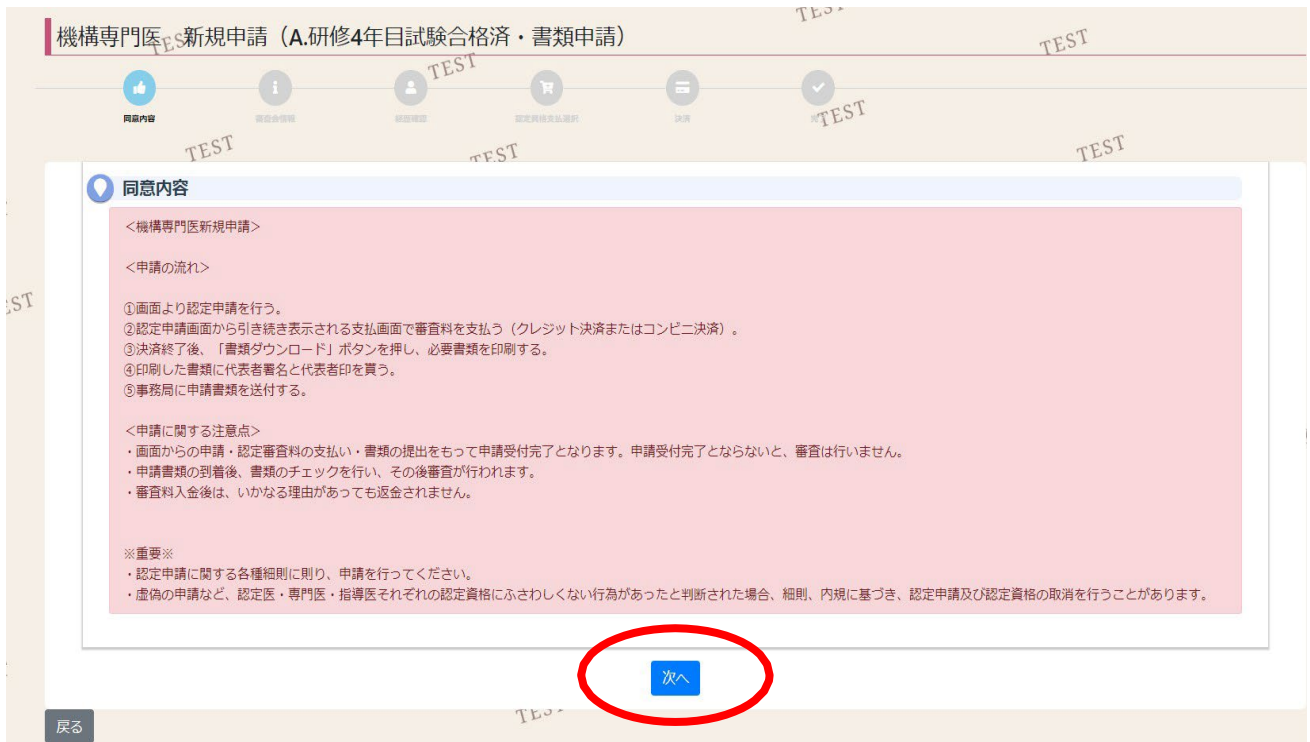 機構専門医 新規申請（A.研修4年目試験合格済・書類申請）
同意内容
審査会情報
経歴確認
認定資格支払選択
決済
同意内容
＜機構専門医新規申請＞
＜申請の流れ＞
①画面より認定申請を行う。
②認定申請画面から引き続き表示される支払画面で審査料を支払う（クレジット決済またはコンビニ決済）。
③決済終了後、「書類ダウンロード」ボタンを押し、必要書類を印刷する。
④印刷した書類に代表者署名と代表者印を貰う。
⑤事務局に申請書類を送付する。
＜申請に関する注意点＞
・画面からの申請・認定審査料の支払い・書類の提出をもって申請受付完了となります。申請受付完了とならないと、審査は行いません。
・申請書類の到着後、書類のチェックを行い、その後審査が行われます。
・審査料入金後は、いかなる理由があっても返金されません。
※重要※
・認定申請に関する各種細則に則り、申請を行ってください。
・虚偽の申請など、認定医・専門医・指導医それぞれの認定資格にふさわしくない行為があったと判断された場合、細則、内規に基づき、認定申請及び認定資格の取消を行うことがあります。
次へ
戻る
TEST
TEST
TEST
TEST
TEST
TEST
TEST
TEST